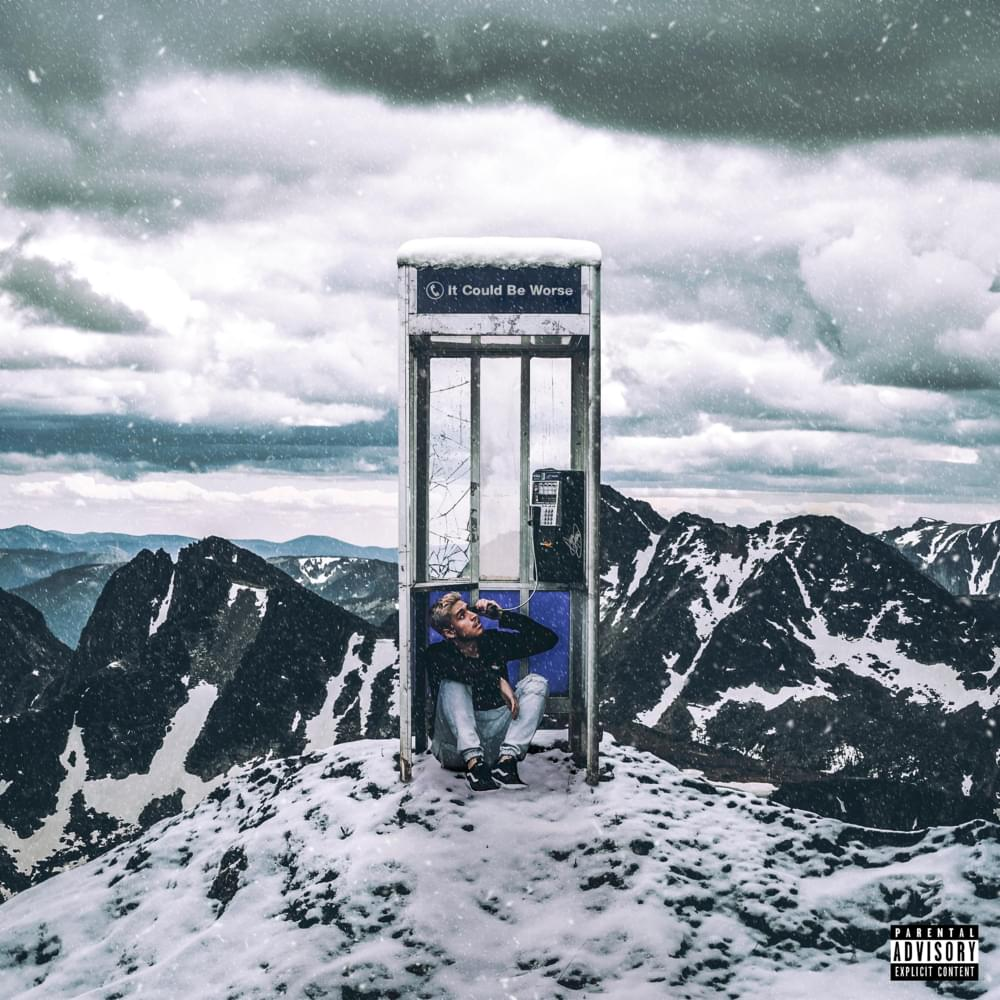 It Could Be Worse
PARENTAL
ADVISORY
EXPLICIT CONTENT